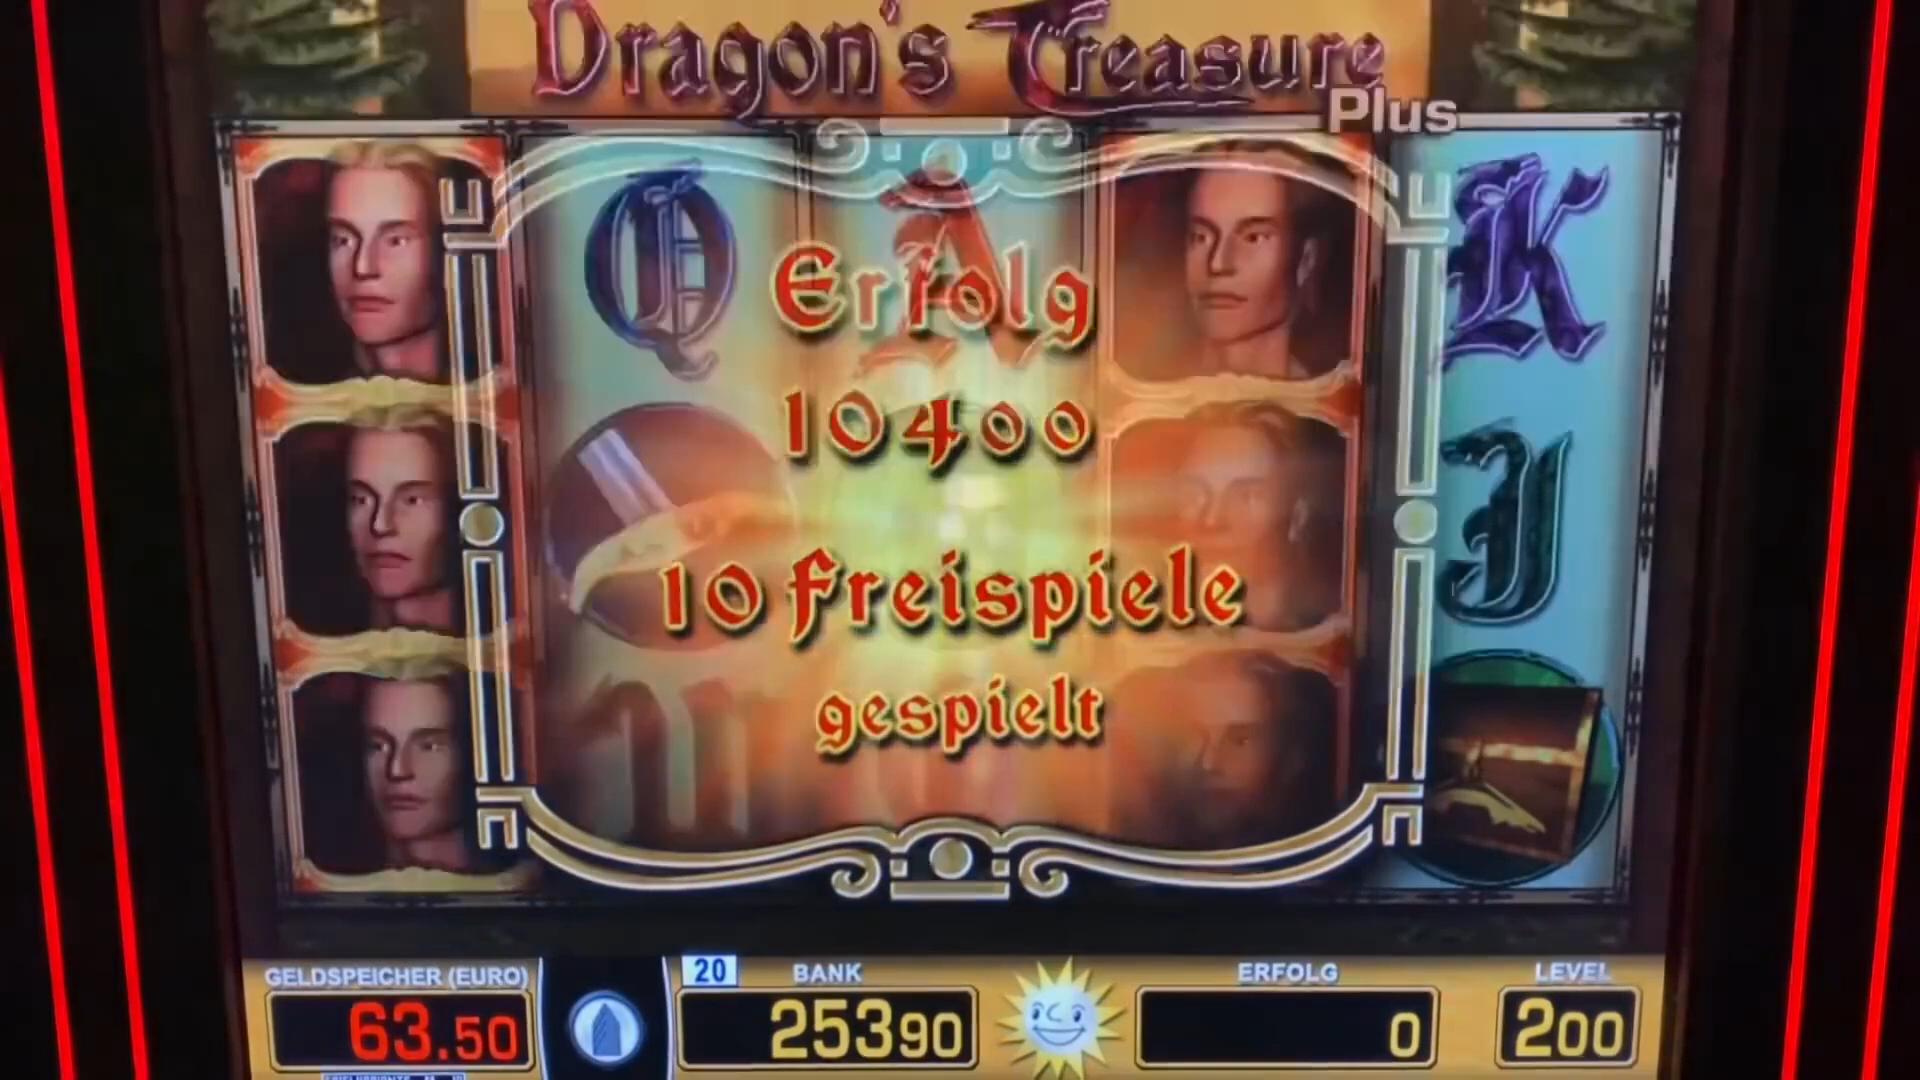 Dragon's Treasure
Plus
Q
A
K
Erfolg
10400
J
10 Freispiele
gespielt
GELDSPEICHER (EURO)
20
BANK
ERFOLG
LEVEL
63.50
25390
0
200